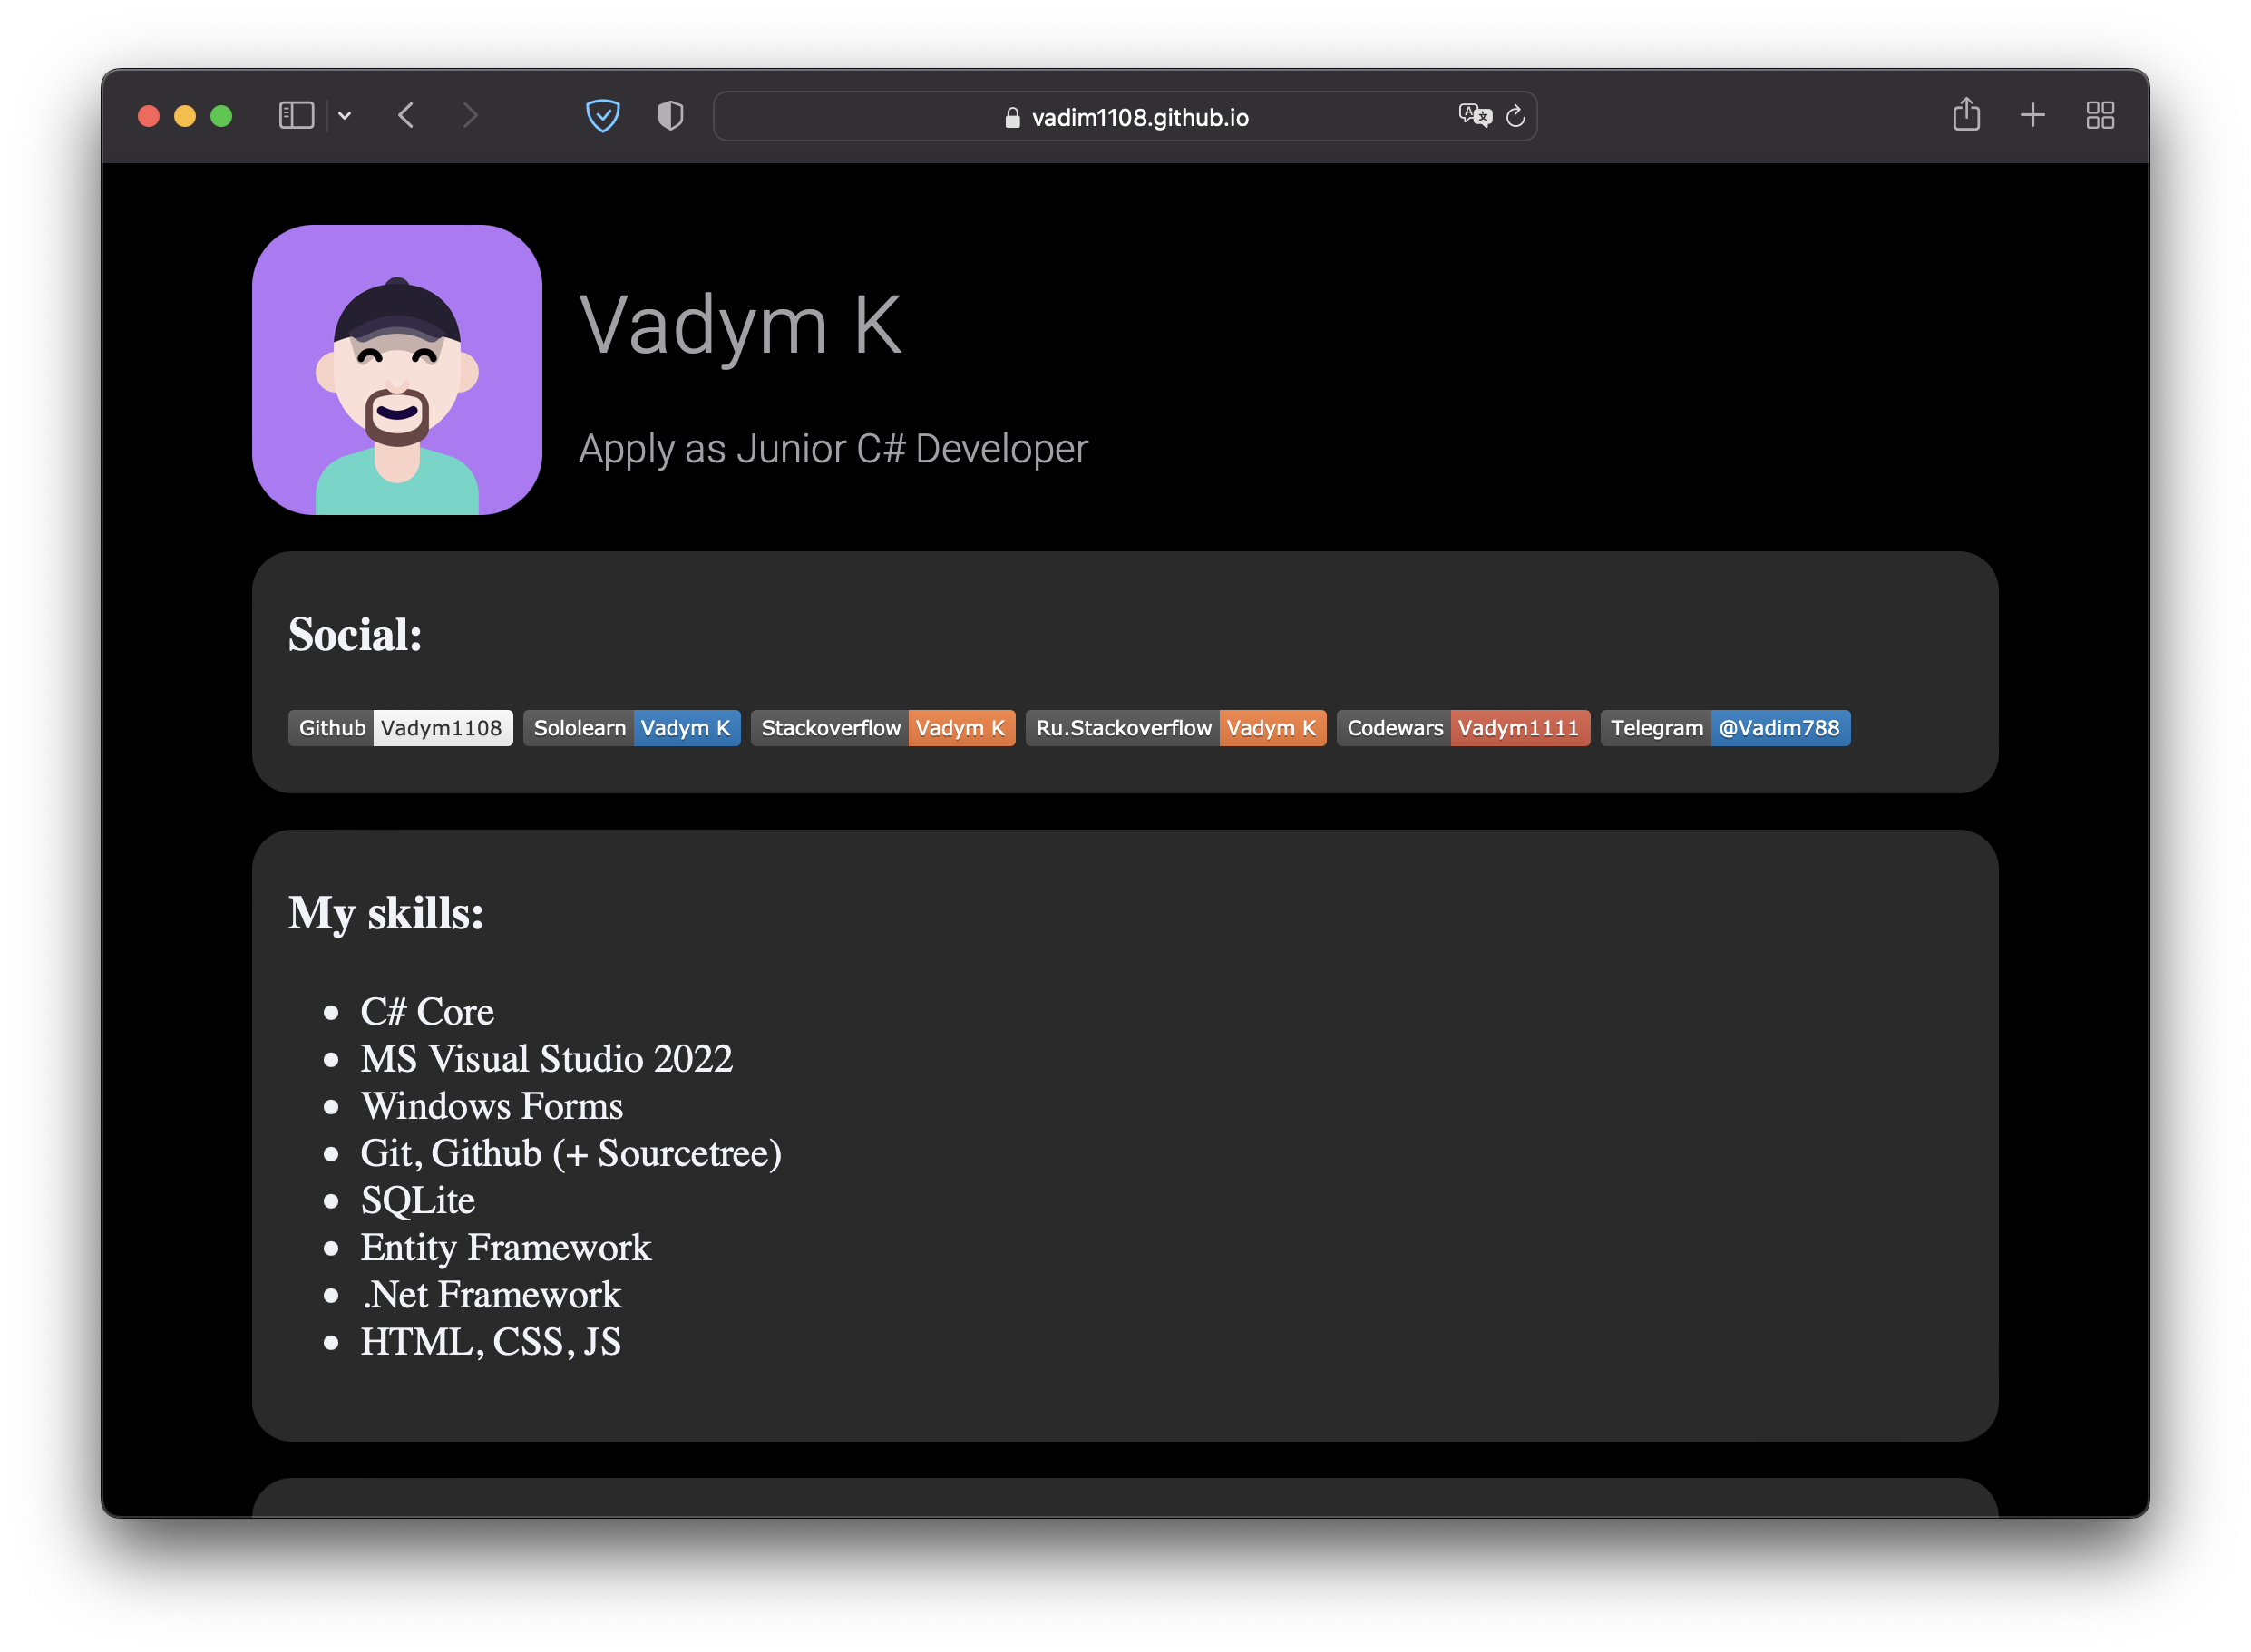 vadim1108.github.io
Vadym K
Apply as Junior C# Developer
Social:
Github Vadym1108 Sololearn Vadym K Stackoverflow Vadym K Ru.Stackoverflow Vadym K Codewars Vadym1111 Telegram @Vadim788
My skills:
C# Core
MS Visual Studio 2022
Windows Forms
Git, Github (+ Sourcetree)
SQLite
Entity Framework
.Net Framework
HTML, CSS, JS